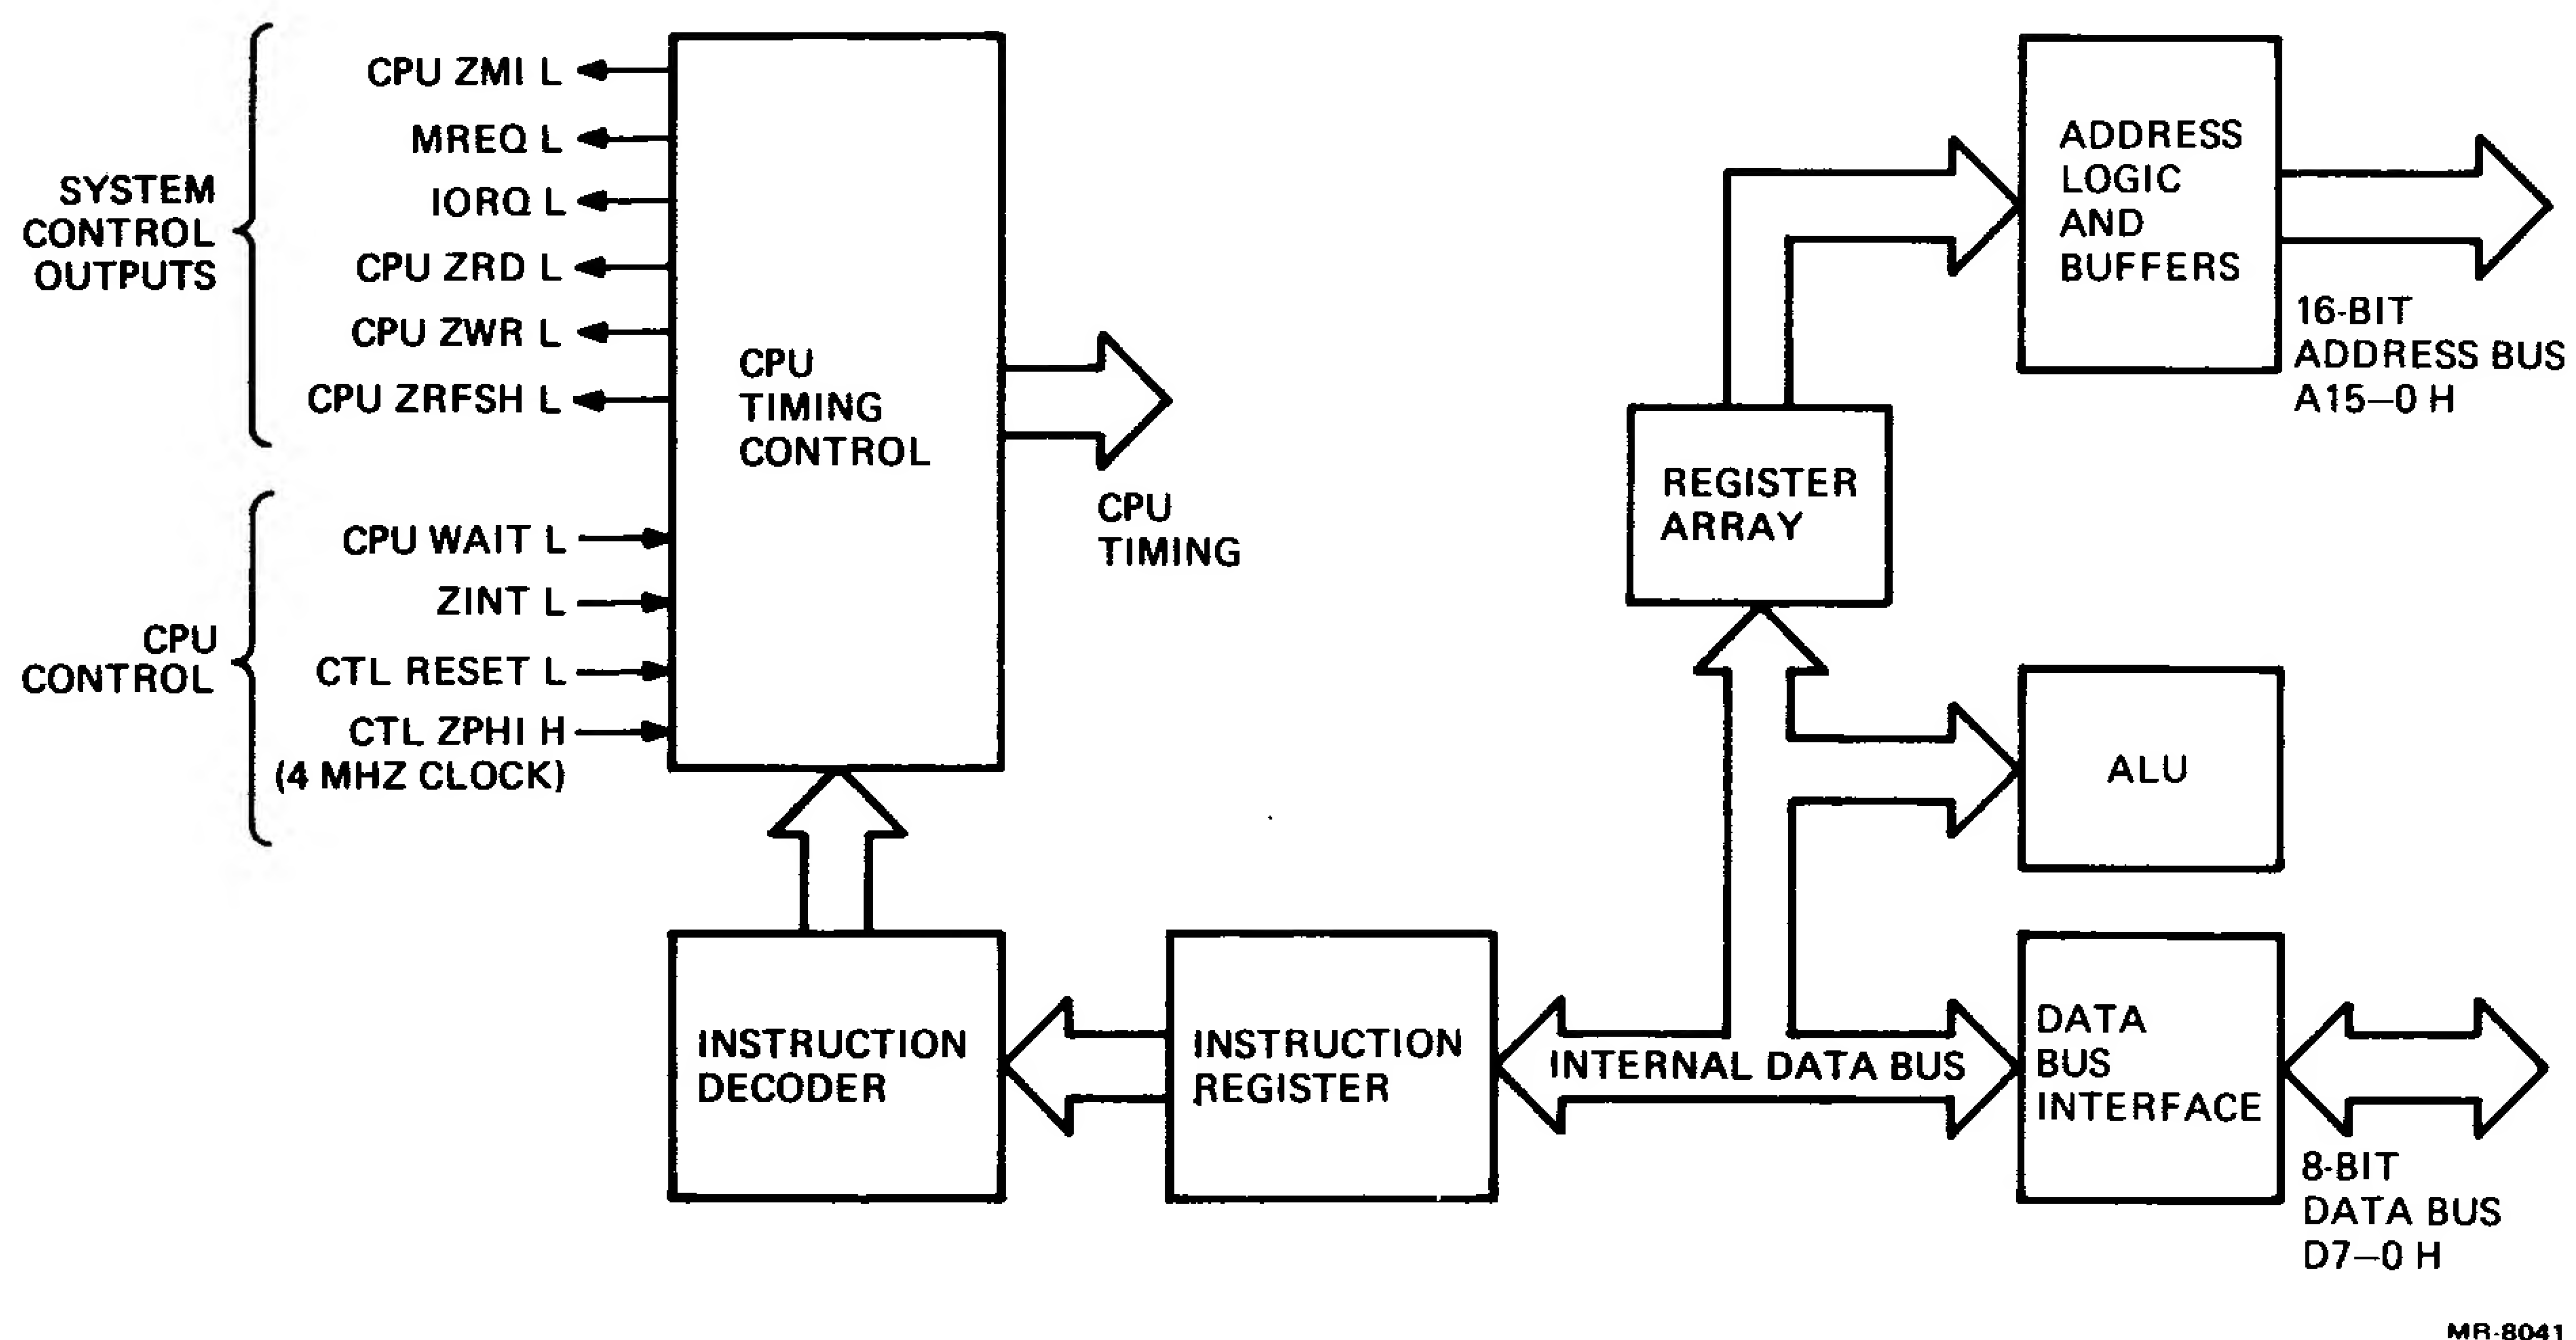 SYSTEM
CONTROL
OUTPUTS
CPU ZMI L
MREQ L
IORQ L
CPU ZRD L
CPU ZWR L
CPU ZRFSH L
CPU
CONTROL
CPU WAIT L
ZINT L
CTL RESET L
CTL ZPHI H
(4 MHZ CLOCK)
CPU
TIMING
CONTROL
CPU
TIMING
ADDRESS
LOGIC
AND
BUFFERS
16-BIT
ADDRESS BUS
A15–0 H
REGISTER
ARRAY
ALU
INSTRUCTION
DECODER
INSTRUCTION
REGISTER
INTERNAL DATA BUS
DATA
BUS
INTERFACE
8-BIT
DATA BUS
D7–0 H
MR-8041